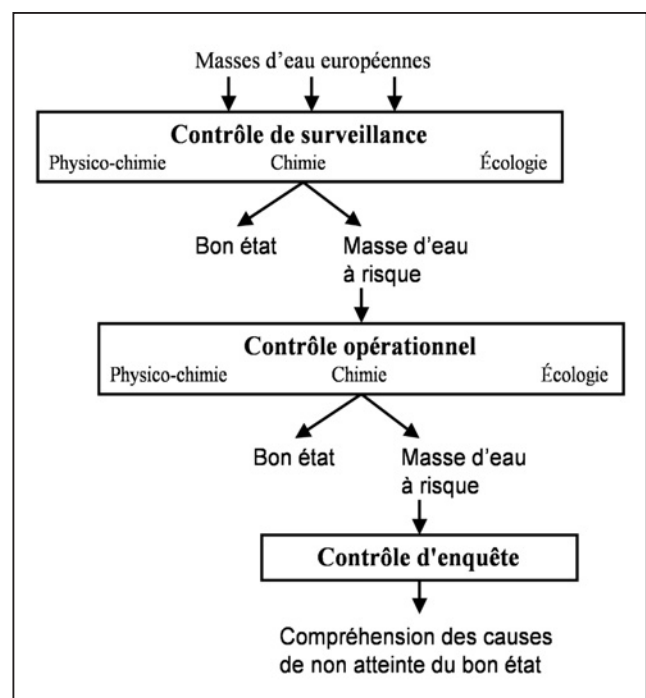 Masses d'eau européennes
Contrôle de surveillance
Physico-chimie Chimie Écologie
Bon état Masse d'eau
à risque
Contrôle opérationnel
Physico-chimie Chimie Écologie
Bon état Masse d'eau
à risque
Contrôle d'enquête
Compréhension des causes
de non atteinte du bon état